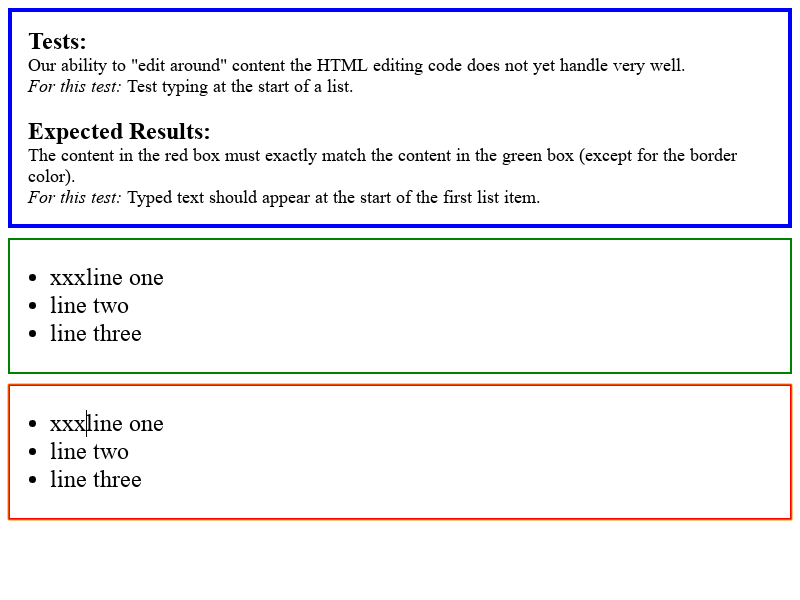 Tests:
Our ability to "edit around" content the HTML editing code does not yet handle very well.
For this test: Test typing at the start of a list.
Expected Results:
The content in the red box must exactly match the content in the green box (except for the border
color).
For this test: Typed text should appear at the start of the first list item.
• xxxline one
• line two
• line three
• xxxline one
• line two
• line three